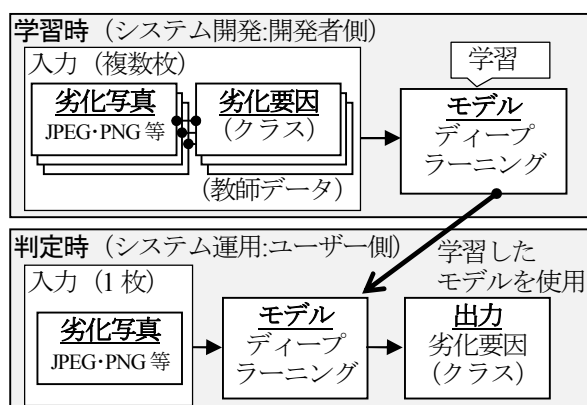 学習時（システム開発:開発者側）
入力（複数枚）
劣化写真
JPEG・PNG 等
劣化要因
(クラス)
(教師データ)
学習
モデル
ディープ
ラーニング
判定時（システム運用:ユーザー側）
入力（1 枚）
劣化写真
JPEG・PNG 等
モデル
ディープ
ラーニング
学習した
モデルを使用
出力
劣化要因
(クラス)